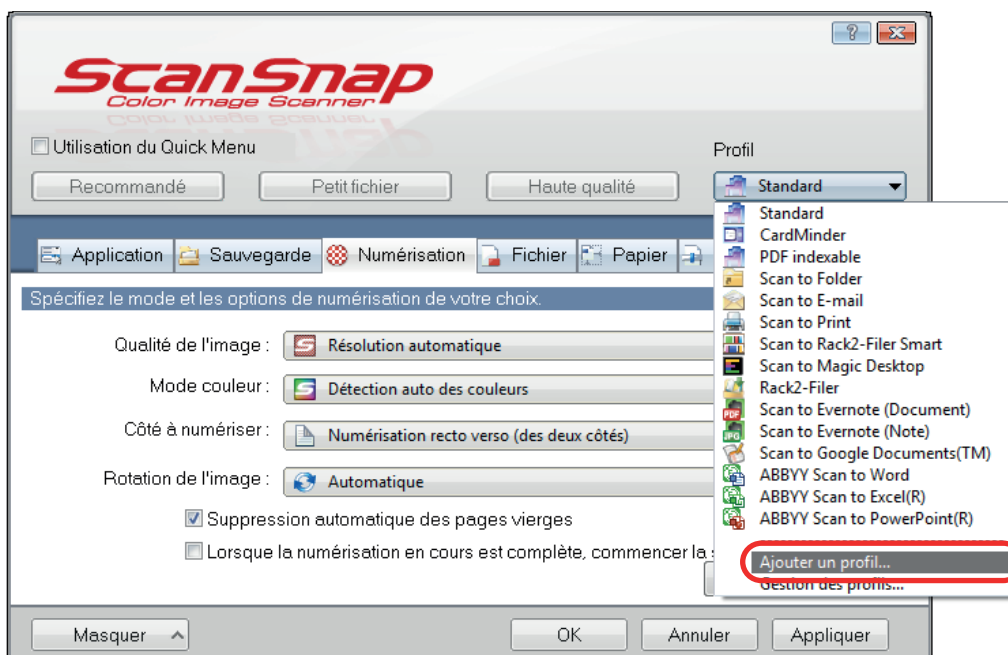 ScanSnap
Color Image Scanner
Utilisation du Quick Menu
Profil
Recommandé
Petit fichier
Haute qualité
Standard
Standard
CardMinder
PDF indexable
Scan to Folder
Scan to E-mail
Scan to Print
Scan to Rack2-Filer Smart
Scan to Magic Desktop
Rack2-Filer
Scan to Evernote (Document)
Scan to Evernote (Note)
Scan to Google Documents(TM)
ABBYY Scan to Word
ABBYY Scan to Excel(R)
ABBYY Scan to PowerPoint(R)
Ajouter un profil...
Gestion des profils...
Application
Sauvegarde
Numérisation
Fichier
Papier
Spécifiez le mode et les options de numérisation de votre choix.
Qualité de l'image : Résolution automatique
Mode couleur : Détection auto des couleurs
Côté à numériser : Numérisation recto verso (des deux côtés)
Rotation de l'image : Automatique
Suppression automatique des pages vierges
Lorsque la numérisation en cours est complète, commencer la
Masquer
OK
Annuler
Appliquer